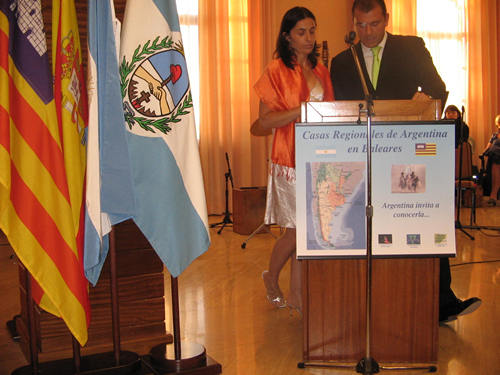 Casas Regionales de Argentina
en Baleares
Argentina invita a
conocerla...